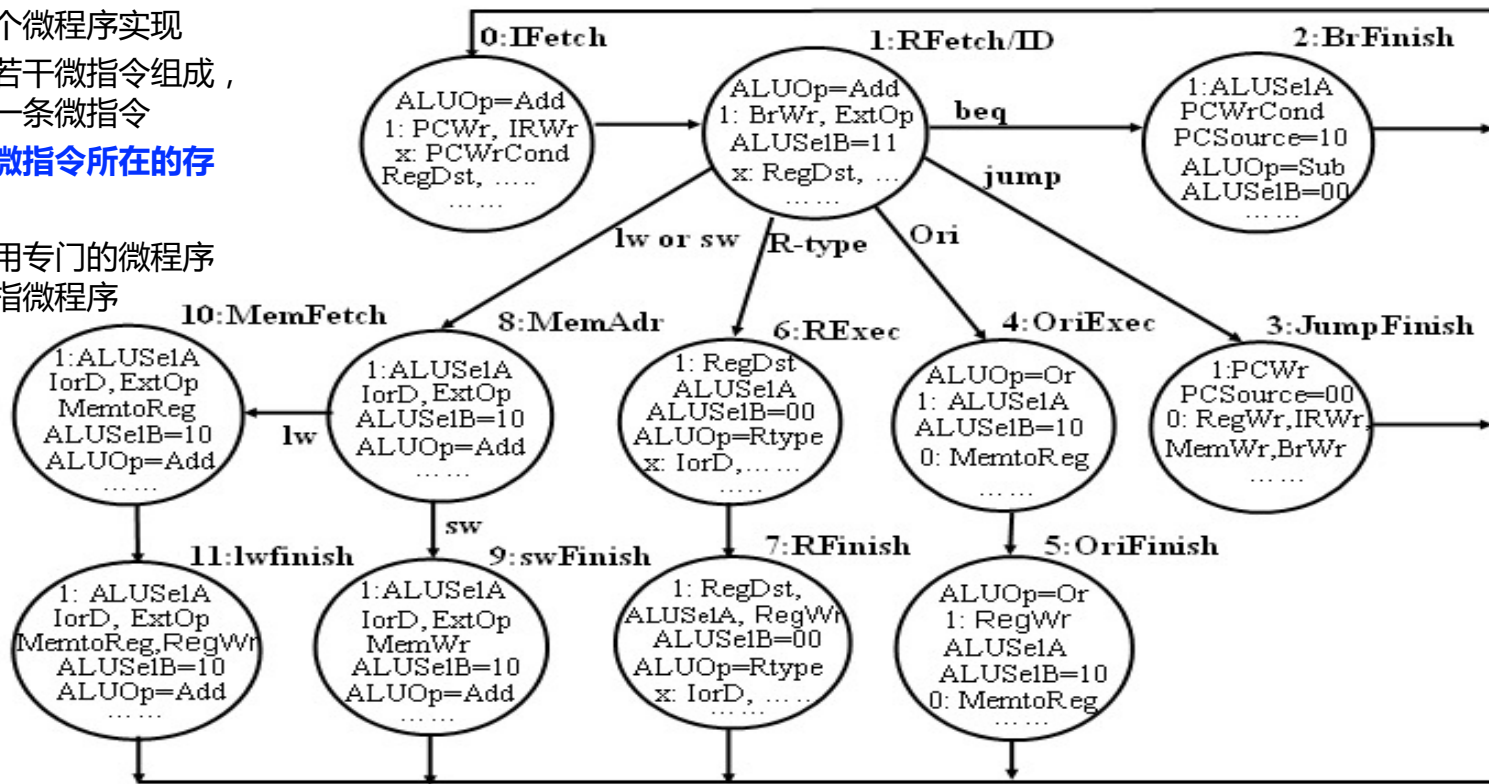 个微程序实现
若干微指令组成，
一条微指令
微指令所在的存
用专门的微程序
指微程序
0:IFetch
ALUOp=Add
1: PCWr, IRWr
x: PCWrCond
RegDst, …..
… …
1:RFetch/ID
ALUOp=Add
1: BrWr, ExtOp
ALUSelB=11
x: RegDst, …
… …
beq
2:BrFinish
1:ALUSelA
PCWrCond
PCSource=10
ALUOp=Sub
ALUSelB=00
… …
jump
lw or sw
R-type
Ori
10:MemFetch
1:ALUSelA
IorD,ExtOp
MemtoReg
ALUSelB=10
ALUOp=Add
… …
lw
8:MemAdr
1:ALUSelA
IorD,ExtOp
ALUSelB=10
ALUOp=Add
… …
sw
6:RExec
1: RegDst
ALUSelA
ALUSelB=00
ALUOp=Rtype
x: IorD,… …
…..
4:OriExec
ALUOp=Or
1: ALUSelA
ALUSelB=10
0: MemtoReg
… …
3:JumpFinish
1:PCWr
PCSource=00
0: RegWr,IRWr,
MemWr,BrWr
… …
11:lwfinish
1: ALUSelA
IorD, ExtOp
MemtoReg,RegWr
ALUSelB=10
ALUOp=Add
… …
9:swFinish
1:ALUSelA
IorD,ExtOp
MemWr
ALUSelB=10
ALUOp=Add
… …
7:RFinish
1: RegDst,
ALUSelA, RegWr
ALUSelB=00
ALUOp=Rtype
x: IorD, … ..
… …
5:OriFinish
ALUOp=Or
1: RegWr
ALUSelA
ALUSelB=10
0: MemtoReg
… …